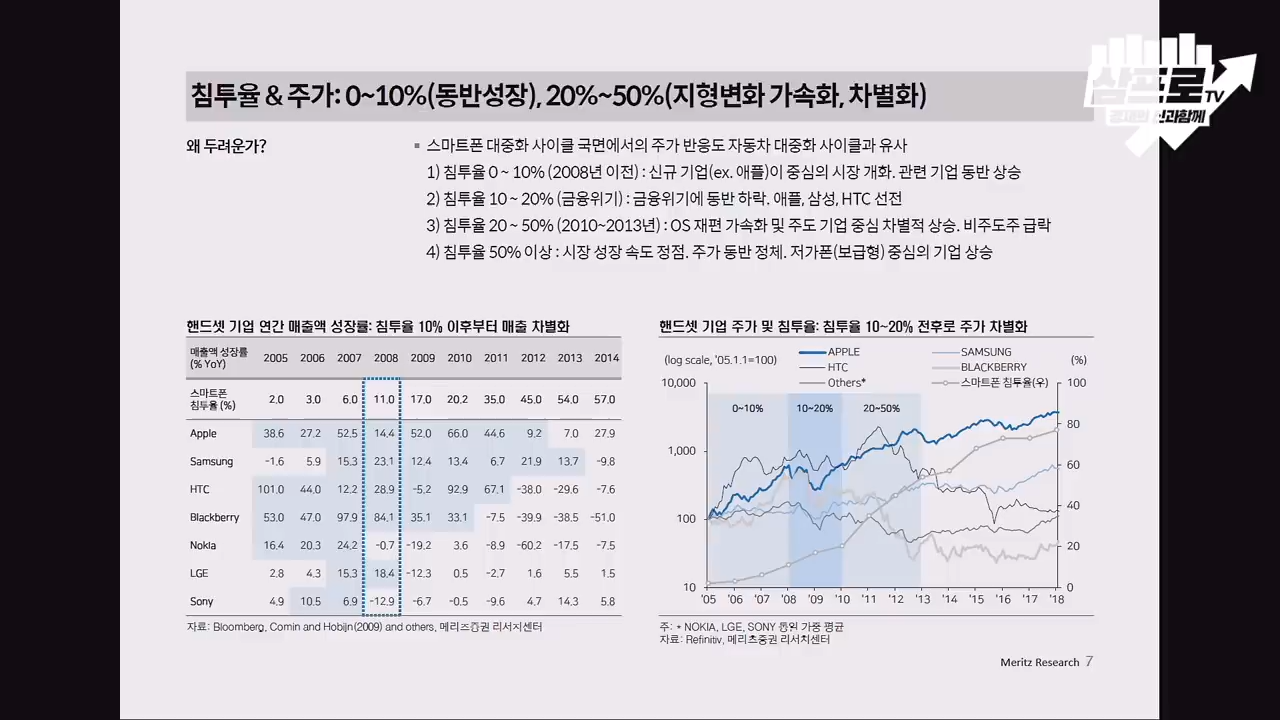 침투율 & 주가: 0~10%(동반성장), 20%~50%(지형변화 가속화, 차별화)
삼프로TV
경제의 신과함께
왜 두려운가?
▪ 스마트폰 대중화 사이클 국면에서의 주가 반응도 자동차 대중화 사이클과 유사
1) 침투율 0 ~ 10% (2008년 이전) : 신규 기업(ex. 애플)이 중심의 시장 개화. 관련 기업 동반 상승
2) 침투율 10 ~ 20% (금융위기) : 금융위기에 동반 하락. 애플, 삼성, HTC 선전
3) 침투율 20 ~ 50% (2010~2013년) : OS 재편 가속화 및 주도 기업 중심 차별적 상승. 비주도주 급락
4) 침투율 50% 이상 : 시장 성장 속도 정점. 주가 동반 정체. 저가폰(보급형) 중심의 기업 상승
핸드셋 기업 연간 매출액 성장률: 침투율 10% 이후부터 매출 차별화
매출액 성장률 (% YoY) 2005 2006 2007 2008 2009 2010 2011 2012 2013 2014
스마트폰 침투율 (%) 2.0 3.0 6.0 11.0 17.0 20.2 35.0 45.0 54.0 57.0
Apple 38.6 27.2 52.5 14.4 52.0 66.0 44.6 9.2 7.0 27.9
Samsung -1.6 5.9 15.3 23.1 12.4 13.4 6.7 21.9 13.7 -9.8
HTC 101.0 44.0 12.2 28.9 -5.2 92.9 67.1 -38.0 -29.6 -7.6
Blackberry 53.0 47.0 97.9 84.1 35.1 33.1 -7.5 -39.9 -38.5 -51.0
Nokla 16.4 20.3 24.2 -0.7 -19.2 3.6 -8.9 -60.2 -17.5 -7.5
LGE 2.8 4.3 15.3 18.4 -12.3 0.5 -2.7 1.6 5.5 1.5
Sony 4.9 10.5 6.9 -12.9 -6.7 -0.5 -9.6 4.7 14.3 5.8
자료: Bloomberg, Comin and Hobijn(2009) and others, 메리츠증권 리서치센터
핸드셋 기업 주가 및 침투율: 침투율 10~20% 전후로 주가 차별화
(log scale, '05.1.1=100)
APPLE SAMSUNG
HTC BLACKBERRY
Others* 스마트폰 침투율(우)
(%)
10,000 100
0~10% 10~20% 20~50%
80
1,000
60
40
100
20
10 0
'05 '06 '07 '08 '09 '10 '11 '12 '13 '14 '15 '16 '17 '18
주: * NOKIA, LGE, SONY 동일 가중 평균
자료: Refinitiv, 메리츠증권 리서치센터
Meritz Research 7